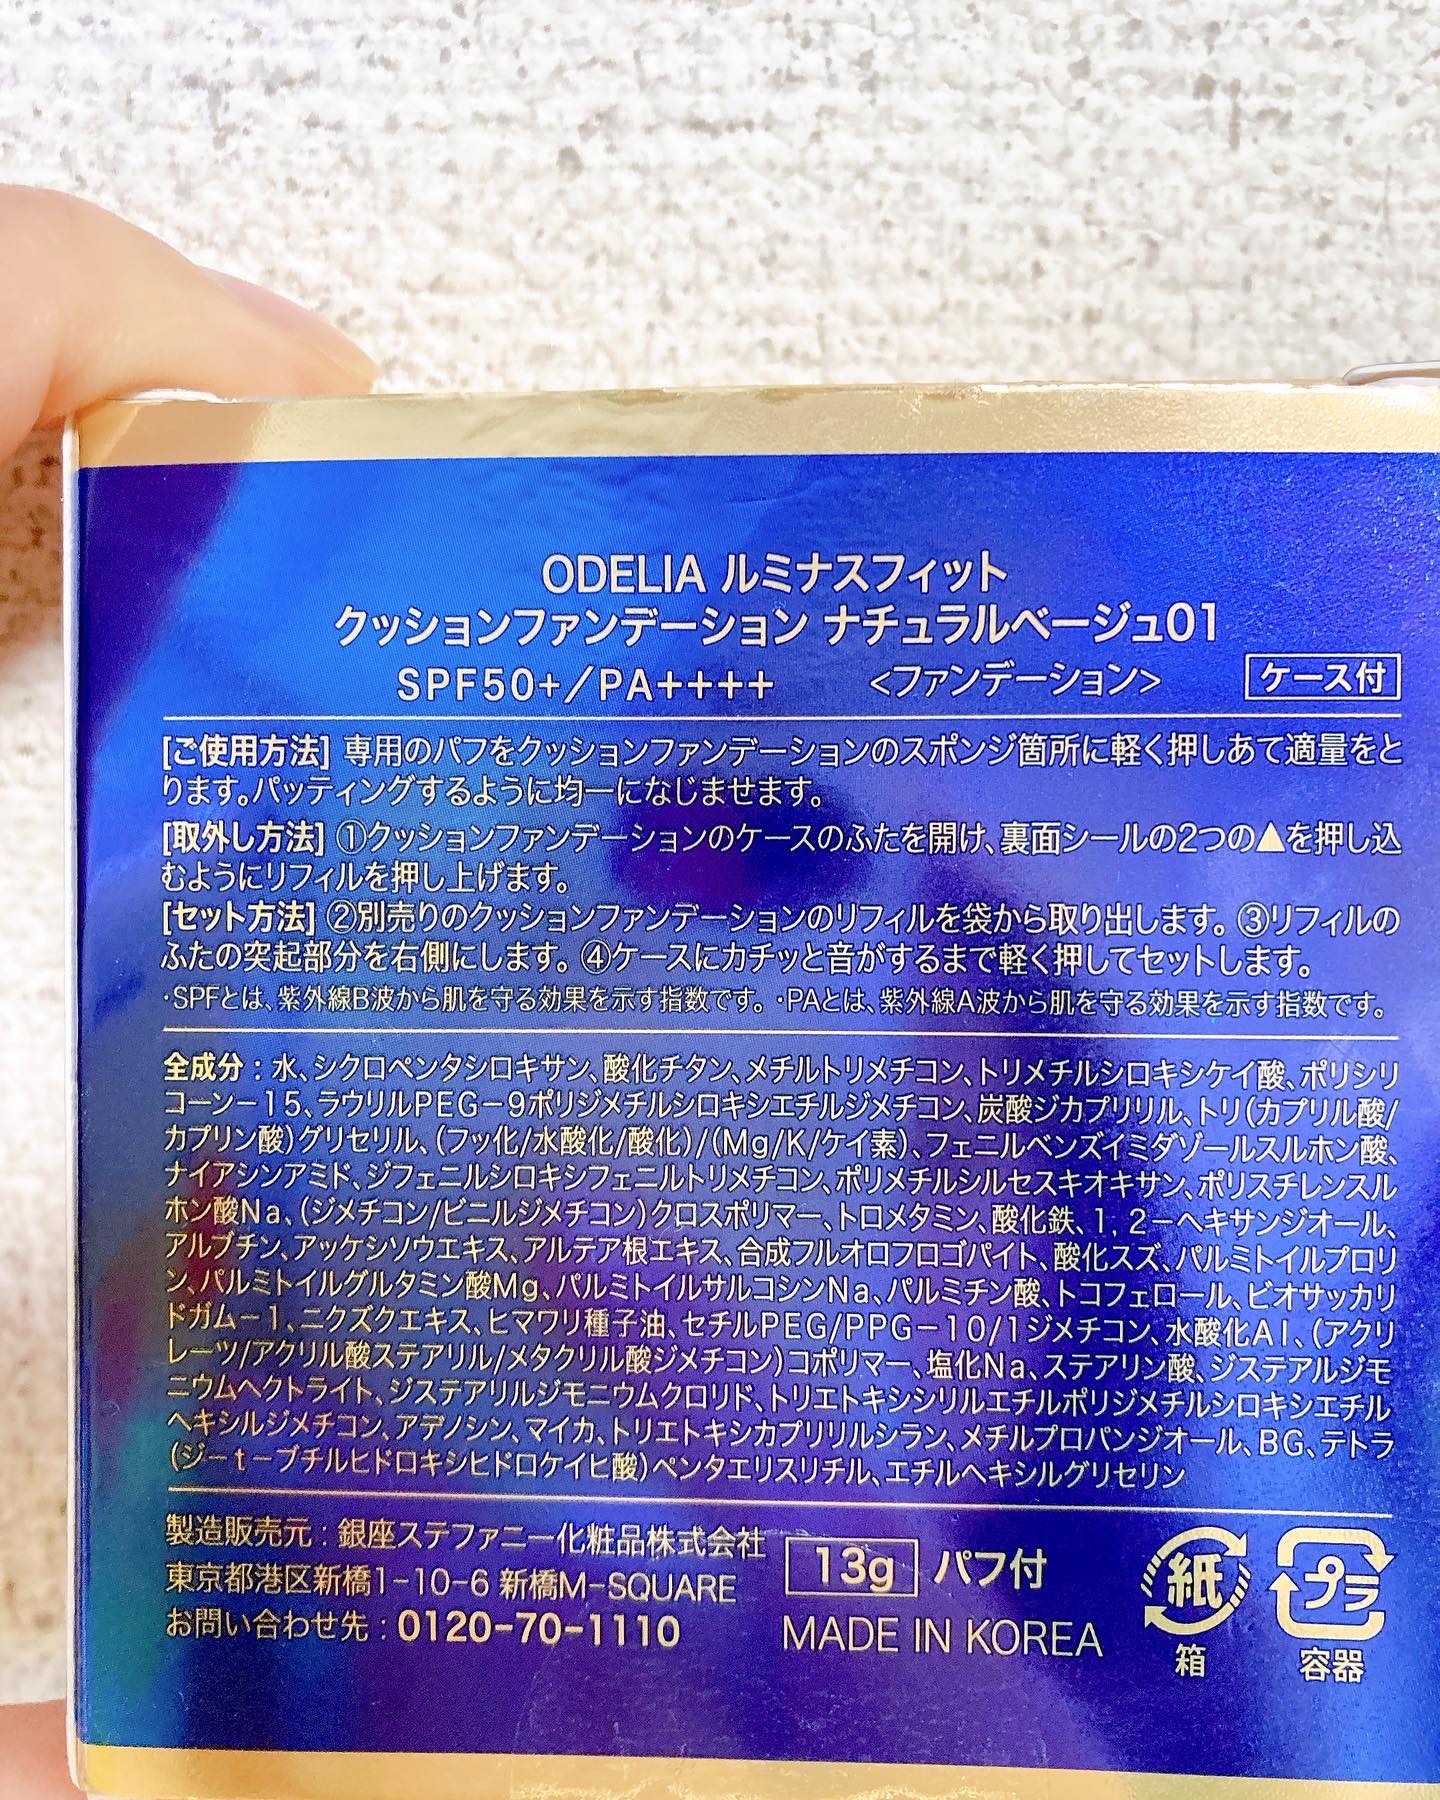 ODELIA ルミナスフィット
クッションファンデーション ナチュラルベージュ01
SPF50+/PA++++ <ファンデーション> ケース付
[ご使用方法] 専用のパフをクッションファンデーションのスポンジ箇所に軽く押しあて適量をと
ります。パッティングするように均一になじませます。
[取外し方法] ①クッションファンデーションのケースのふたを開け、裏面シールの2つの▲を押し込
むようにリフィルを押し上げます。
[セット方法] ②別売りのクッションファンデーションのリフィルを袋から取り出します。③リフィルの
ふたの突起部分を右側にします。④ケースにカチッと音がするまで軽く押してセットします。
・SPFとは、紫外線B波から肌を守る効果を示す指数です。・PAとは、紫外線A波から肌を守る効果を示す指数です。
全成分：水、シクロペンタシロキサン、酸化チタン、メチルトリメチコン、トリメチルシロキシケイ酸、ポリシリ
コーン－15、ラウリルPEG－9ポリジメチルシロキシエチルジメチコン、炭酸ジカプリリル、トリ(カプリル酸/
カプリン酸)グリセリル、(フッ化/水酸化/酸化)/(Mg/K/ケイ素)、フェニルベンズイミダゾールスルホン酸、
ナイアシンアミド、ジフェニルシロキシフェニルトリメチコン、ポリメチルシルセスキオキサン、ポリスチレンスル
ホン酸Na、(ジメチコン/ビニルジメチコン)クロスポリマー、トロメタミン、酸化鉄、1, 2－ヘキサンジオール、
アルブチン、アッケシソウエキス、アルテア根エキス、合成フルオロフロゴパイト、酸化スズ、パルミトイルプロリ
ン、パルミトイルグルタミン酸Mg、パルミトイルサルコシンNa、パルミチン酸、トコフェロール、ビオサッカリ
ドガム－1、ニクズクエキス、ヒマワリ種子油、セチルPEG/PPG－10/1ジメチコン、水酸化Al、(アクリ
レーツ/アクリル酸ステアリル/メタクリル酸ジメチコン)コポリマー、塩化Na、ステアリン酸、ジステアルジモ
ニウムヘクトライト、ジステアリルジモニウムクロリド、トリエトキシシリルエチルポリジメチルシロキシエチル
ヘキシルジメチコン、アデノシン、マイカ、トリエトキシカプリリルシラン、メチルプロパンジオール、BG、テトラ
(ジ－t－ブチルヒドロキシヒドロケイヒ酸)ペンタエリスリチル、エチルヘキシルグリセリン
製造販売元：銀座ステファニー化粧品株式会社
東京都港区新橋1-10-6 新橋M-SQUARE
お問い合わせ先：0120-70-1110
13g パフ付
MADE IN KOREA
紙
箱
プラ
容器